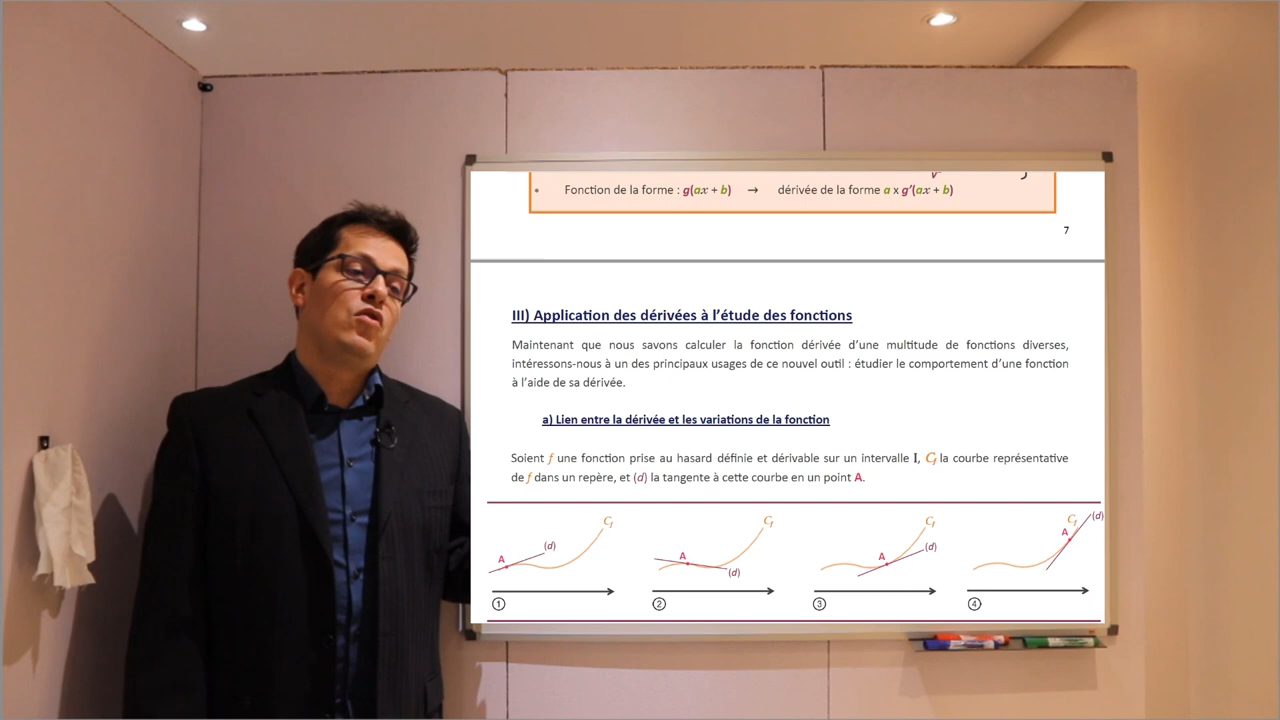 • Fonction de la forme : g(ax + b) → dérivée de la forme a x g'(ax + b)
7
III) Application des dérivées à l'étude des fonctions
Maintenant que nous savons calculer la fonction dérivée d'une multitude de fonctions diverses,
intéressons-nous à un des principaux usages de ce nouvel outil : étudier le comportement d'une fonction
à l'aide de sa dérivée.
a) Lien entre la dérivée et les variations de la fonction
Soient f une fonction prise au hasard définie et dérivable sur un intervalle I, Cf la courbe représentative
de f dans un repère, et (d) la tangente à cette courbe en un point A.
A (d) Cf
A (d) Cf
A (d) Cf
A (d) Cf
① ② ③ ④